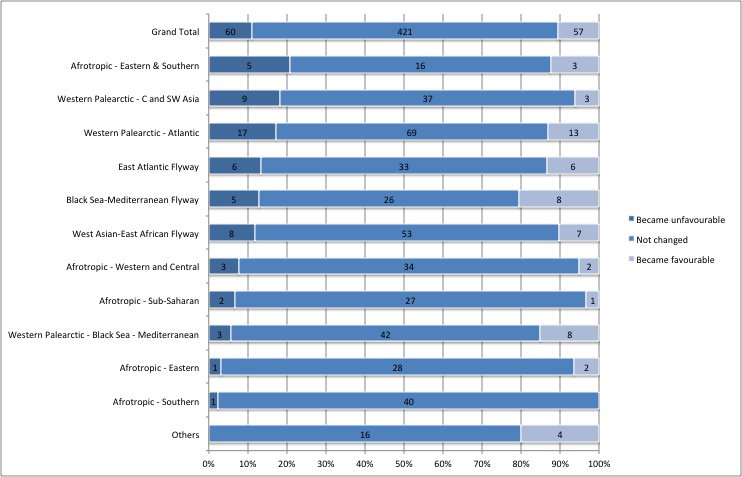 Grand Total 60 421 57
Afrotropic - Eastern & Southern 5 16 3
Western Palearctic - C and SW Asia 9 37 3
Western Palearctic - Atlantic 17 69 13
East Atlantic Flyway 6 33 6
Black Sea-Mediterranean Flyway 5 26 8
West Asian-East African Flyway 8 53 7
Afrotropic - Western and Central 3 34 2
Afrotropic - Sub-Saharan 2 27 1
Western Palearctic - Black Sea - Mediterranean 3 42 8
Afrotropic - Eastern 1 28 2
Afrotropic - Southern 1 40
Others 16 4
0% 10% 20% 30% 40% 50% 60% 70% 80% 90% 100%
Became unfavourable
Not changed
Became favourable